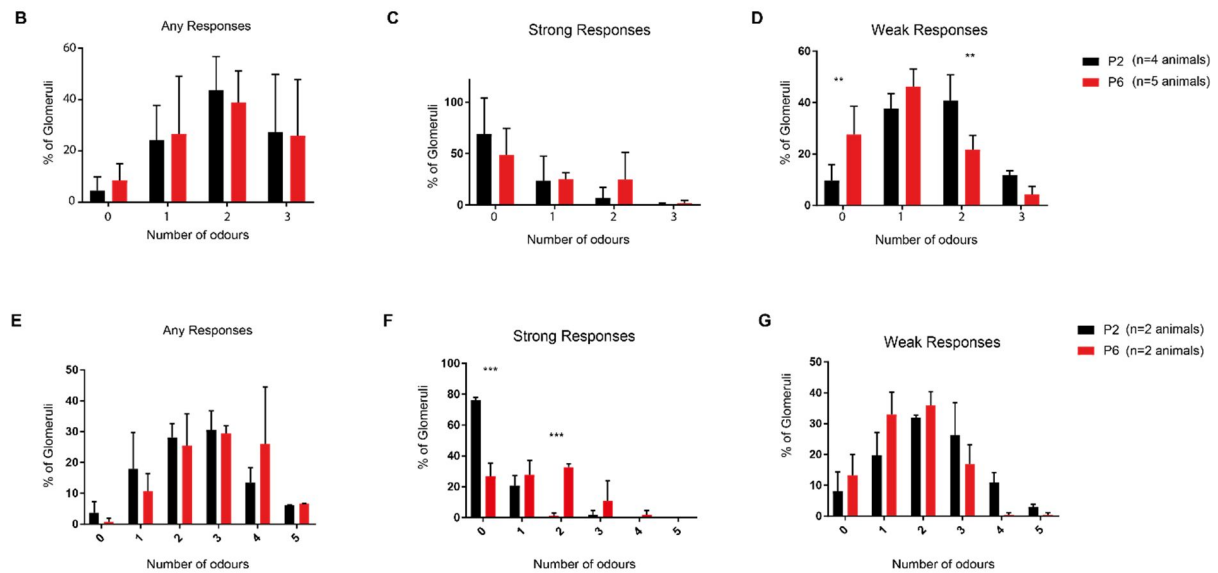 B
Any Responses
% of Glomeruli
60
40
20
0
0 1 2 3
Number of odours
C
Strong Responses
% of Glomeruli
100
50
0
0 1 2 3
Number of odours
D
Weak Responses
% of Glomeruli
60
40
20
0
** **
0 1 2 3
Number of odours
P2 (n=4 animals)
P6 (n=5 animals)
E
Any Responses
% of Glomeruli
50
40
30
20
10
0
0 1 2 3 4 5
Number of odours
F
Strong Responses
% of Glomeruli
100
80
60
40
20
0
***
***
0 1 2 3 4 5
Number of odours
G
Weak Responses
% of Glomeruli
50
40
30
20
10
0
0 1 2 3 4 5
Number of odours
P2 (n=2 animals)
P6 (n=2 animals)